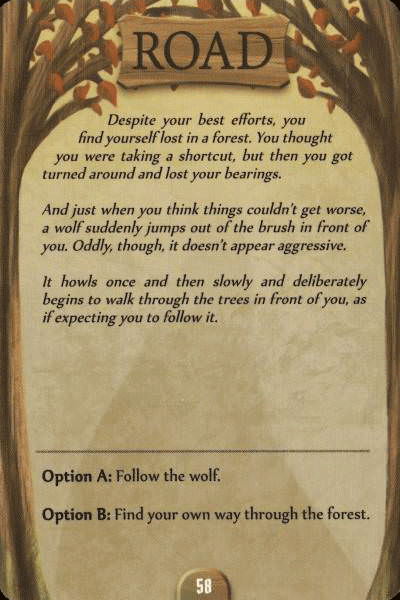 ROAD
Despite your best efforts, you
find yourself lost in a forest. You thought
you were taking a shortcut, but then you got
turned around and lost your bearings.
And just when you think things couldn't get worse,
a wolf suddenly jumps out of the brush in front of
you. Oddly, though, it doesn't appear aggressive.
It howls once and then slowly and deliberately
begins to walk through the trees in front of you, as
if expecting you to follow it.
Option A: Follow the wolf.
Option B: Find your own way through the forest.
58